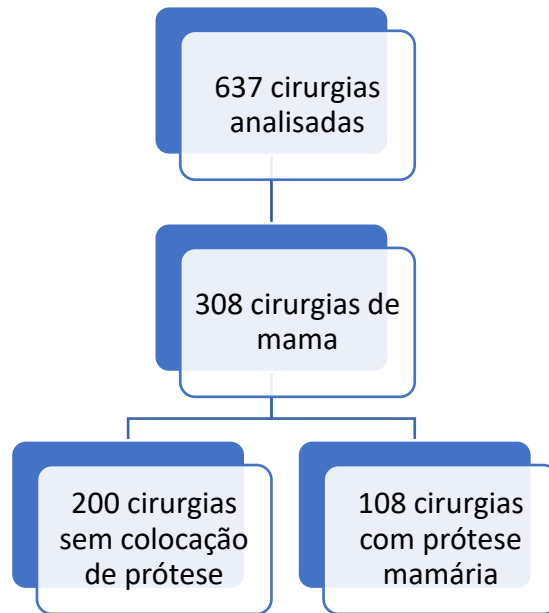 637 cirurgias
analisadas
308 cirurgias de
mama
200 cirurgias
sem colocação
de prótese
108 cirurgias
com prótese
mamária